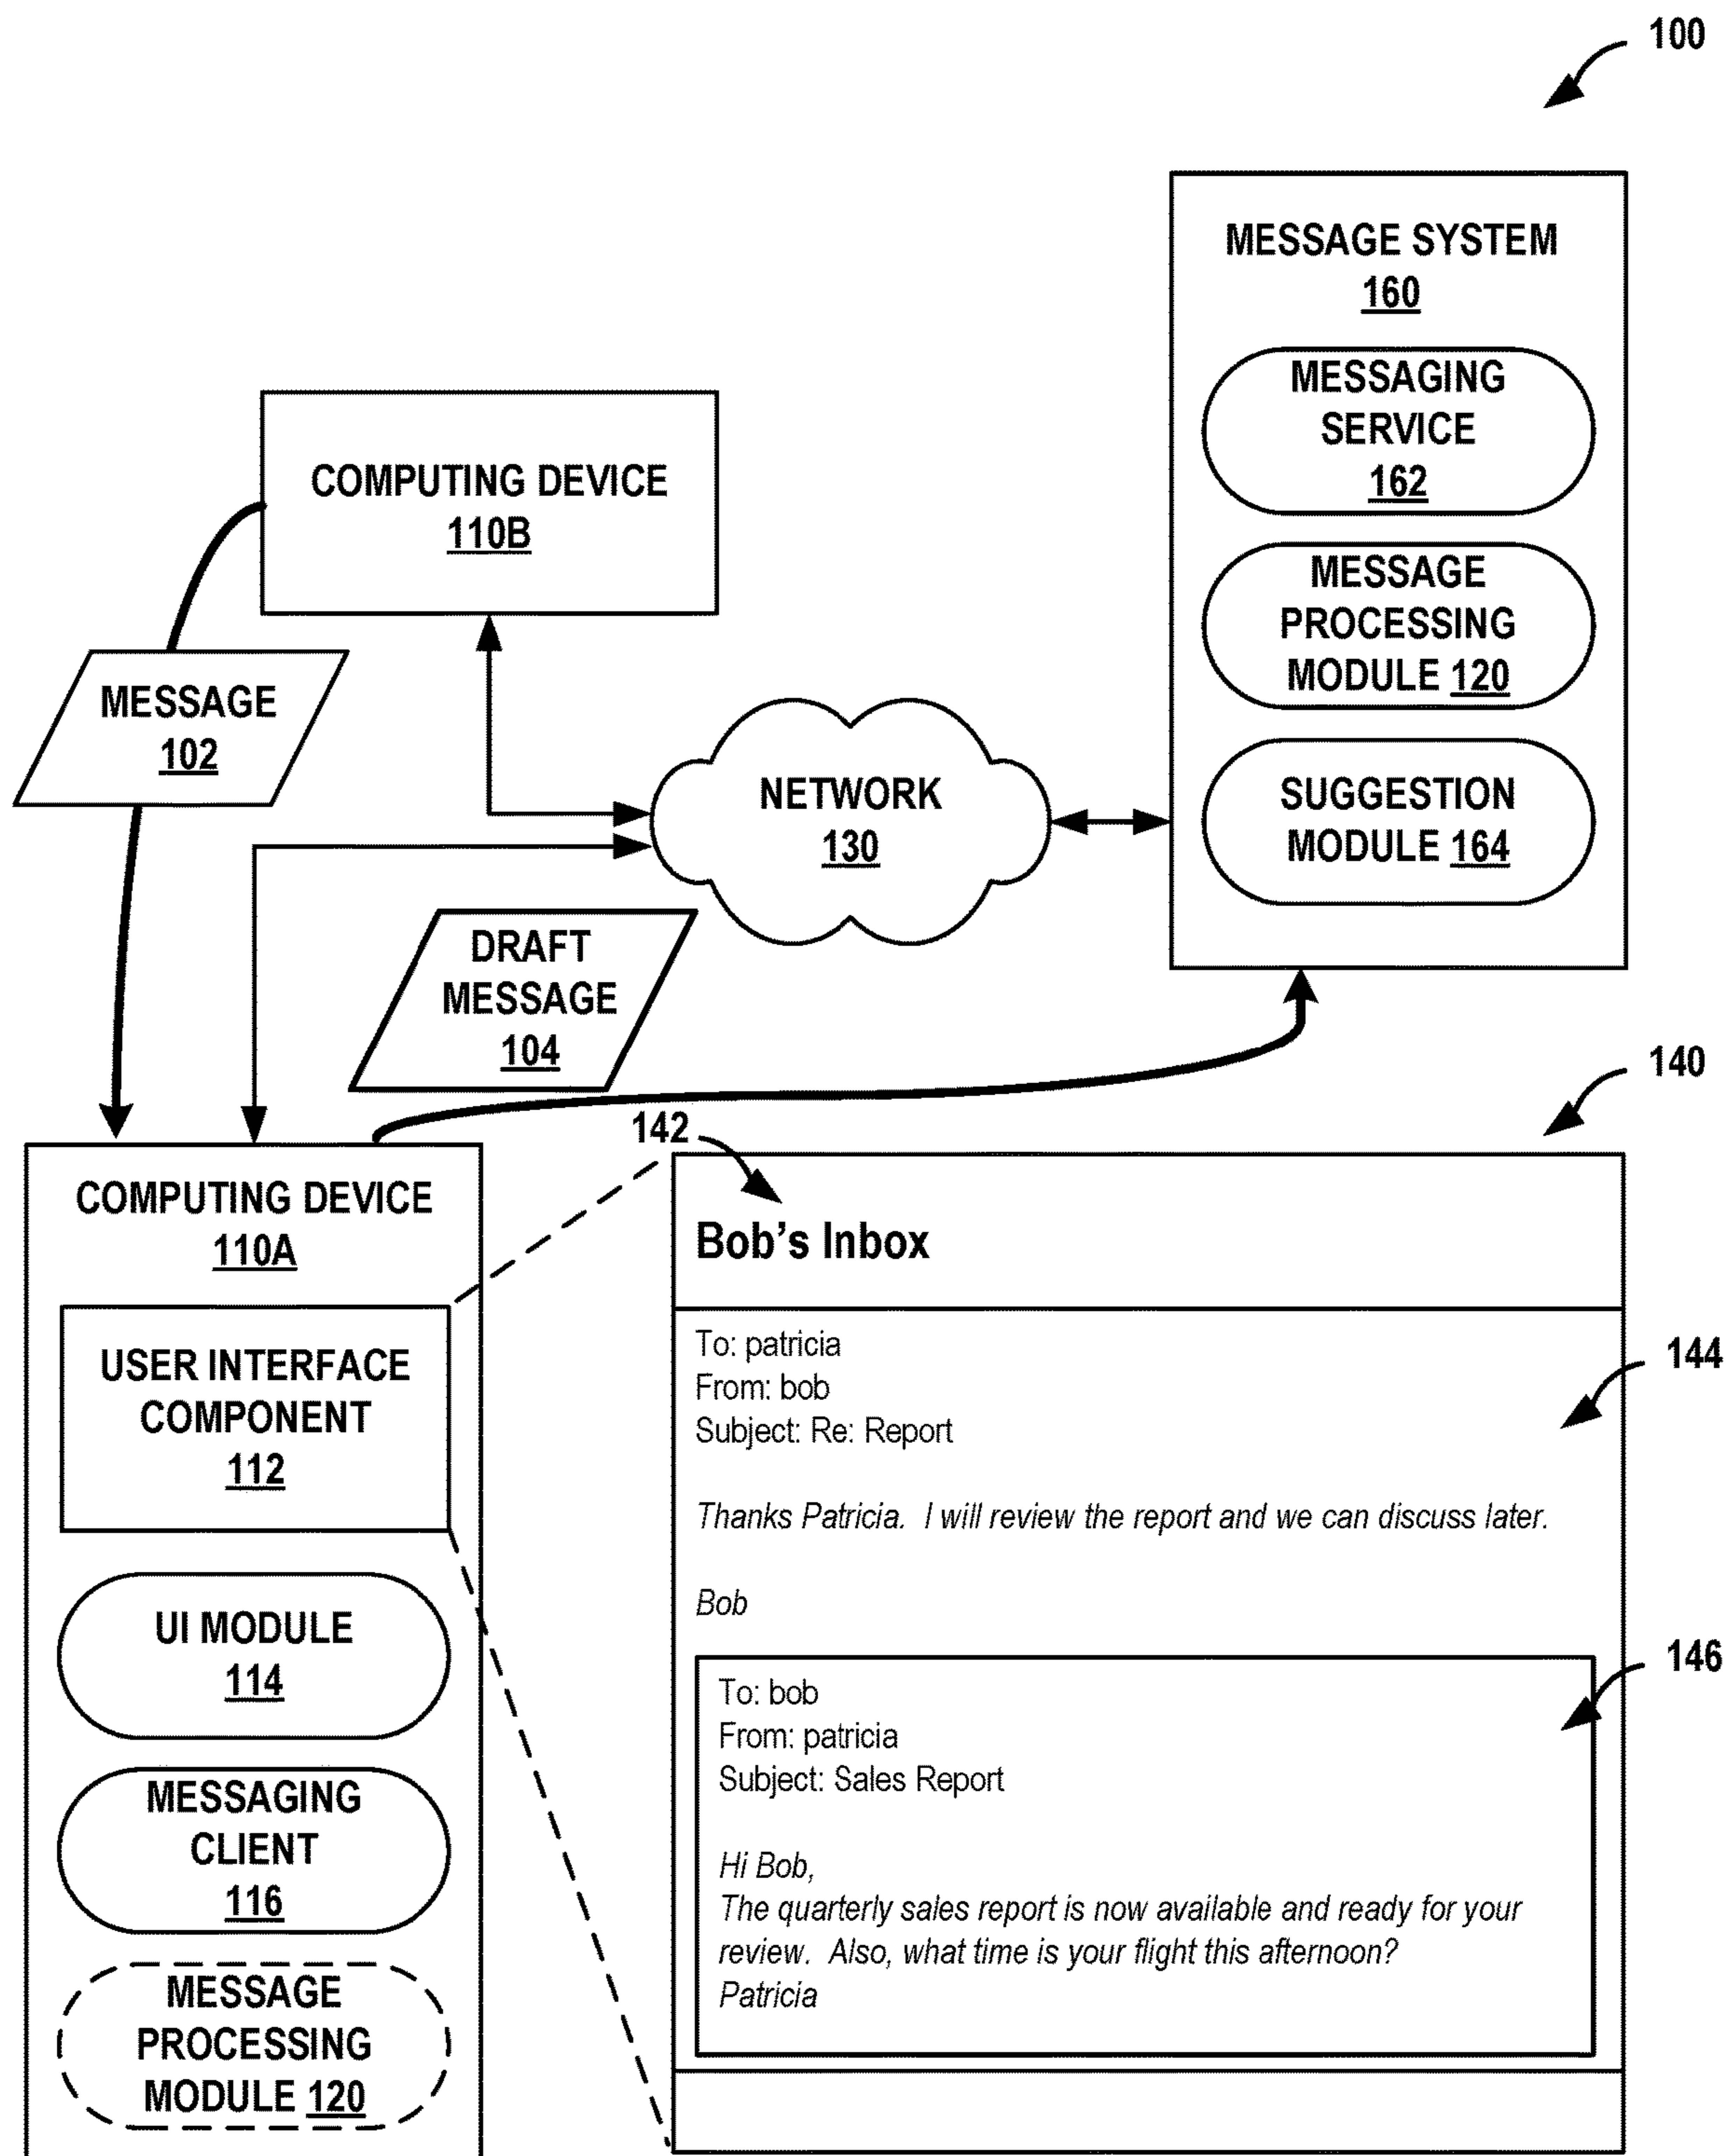 100
MESSAGE SYSTEM
160
MESSAGING
SERVICE
162
MESSAGE
PROCESSING
MODULE 120
SUGGESTION
MODULE 164
COMPUTING DEVICE
110B
MESSAGE
102
NETWORK
130
DRAFT
MESSAGE
104
COMPUTING DEVICE
110A
USER INTERFACE
COMPONENT
112
UI MODULE
114
MESSAGING
CLIENT
116
MESSAGE
PROCESSING
MODULE 120
140
142
Bob's Inbox
144
To: patricia
From: bob
Subject: Re: Report
Thanks Patricia.  I will review the report and we can discuss later.
Bob
146
To: bob
From: patricia
Subject: Sales Report
Hi Bob,
The quarterly sales report is now available and ready for your
review.  Also, what time is your flight this afternoon?
Patricia